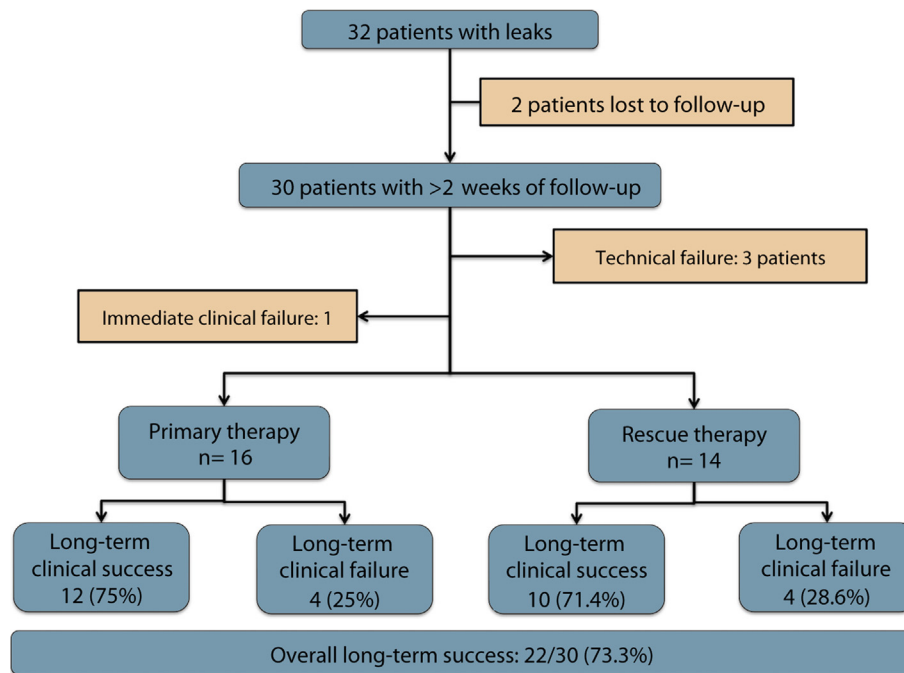 32 patients with leaks
2 patients lost to follow-up
30 patients with >2 weeks of follow-up
Technical failure: 3 patients
Immediate clinical failure: 1
Primary therapy
n= 16
Rescue therapy
n= 14
Long-term
clinical success
12 (75%)
Long-term
clinical failure
4 (25%)
Long-term
clinical success
10 (71.4%)
Long-term
clinical failure
4 (28.6%)
Overall long-term success: 22/30 (73.3%)